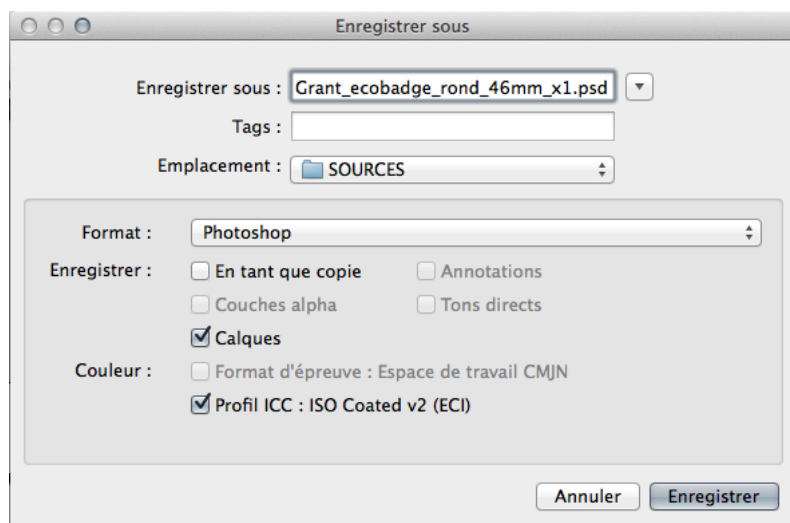 Enregistrer sous
Enregistrer sous : Grant_ecobadge_rond_46mm_x1.psd
Tags :
Emplacement : SOURCES
Format : Photoshop
Enregistrer : En tant que copie Annotations
Couches alpha Tons directs
Calques
Couleur : Format d'épreuve : Espace de travail CMJN
Profil ICC : ISO Coated v2 (ECI)
Annuler Enregistrer